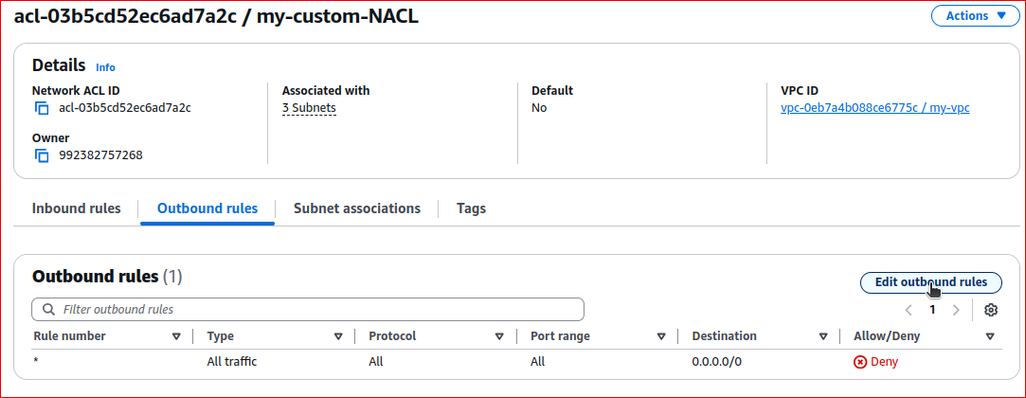 acl-03b5cd52ec6ad7a2c / my-custom-NACL
Actions
Details Info
Network ACL ID
acl-03b5cd52ec6ad7a2c
Owner
992382757268
Associated with
3 Subnets
Default
No
VPC ID
vpc-0eb7a4b088ce6775c / my-vpc
Inbound rules Outbound rules Subnet associations Tags
Outbound rules (1)
Edit outbound rules
Filter outbound rules
1
Rule number Type Protocol Port range Destination Allow/Deny
* All traffic All All 0.0.0.0/0 Deny